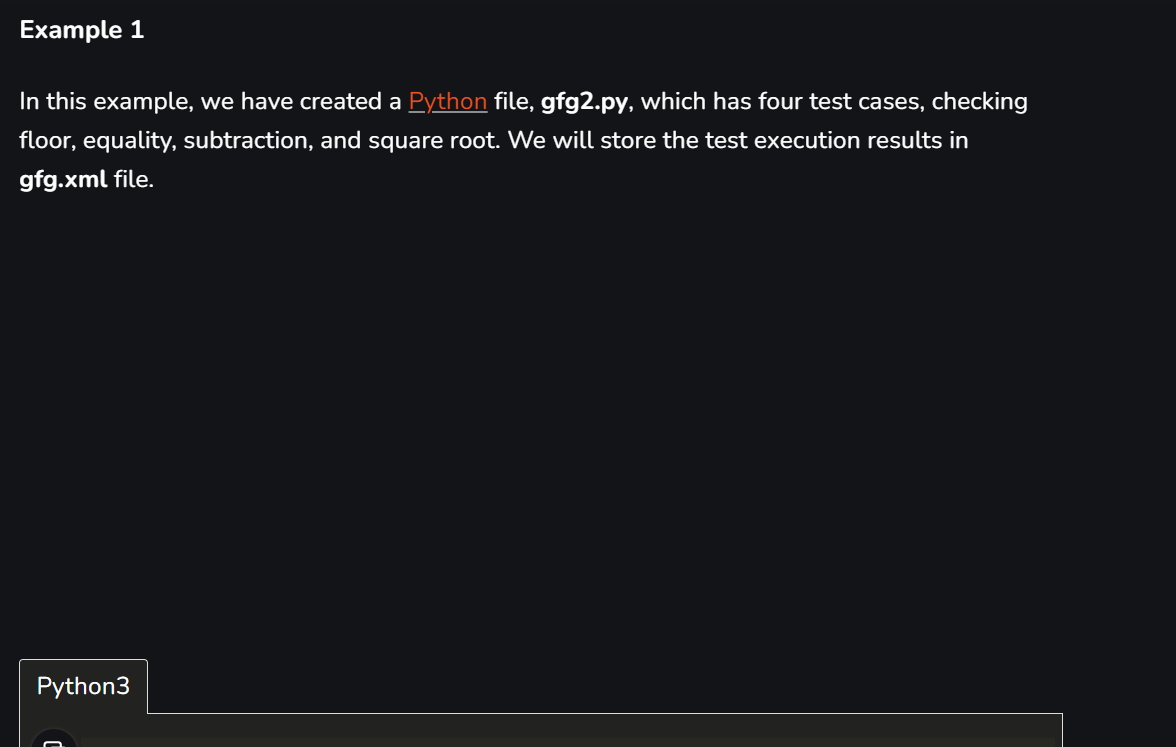 Example 1
In this example, we have created a Python file, gfg2.py, which has four test cases, checking
floor, equality, subtraction, and square root. We will store the test execution results in
gfg.xml file.
Python3